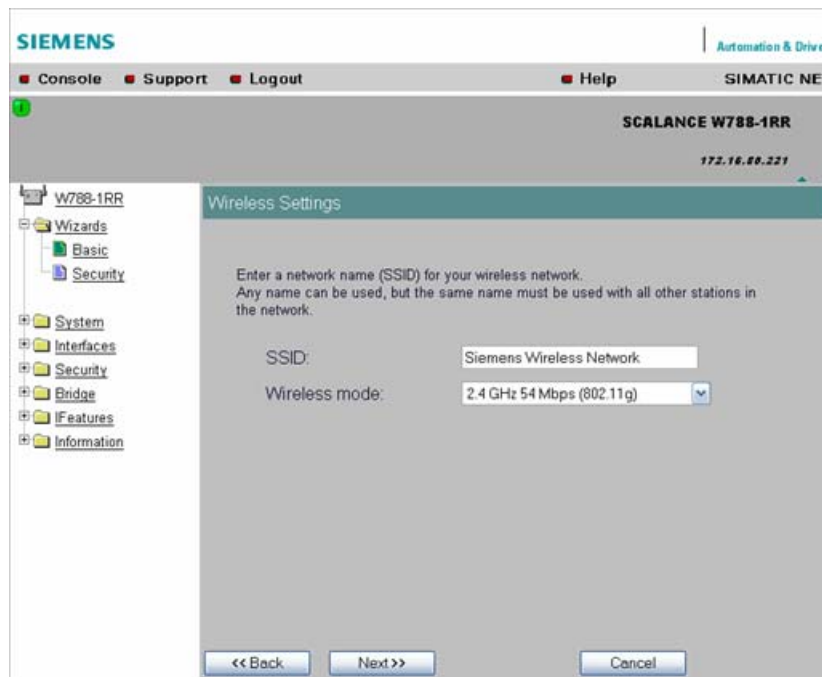 SIEMENS
Automation & Drive
Console Support Logout Help SIMATIC NE
SCALANCE W788-1RR
172.16.80.221
W788-1RR
Wizards
Basic
Security
System
Interfaces
Security
Bridge
IFeatures
Information
Wireless Settings
Enter a network name (SSID) for your wireless network.
Any name can be used, but the same name must be used with all other stations in
the network.
SSID: Siemens Wireless Network
Wireless mode: 2.4 GHz 54 Mbps (802.11g)
<< Back Next >> Cancel